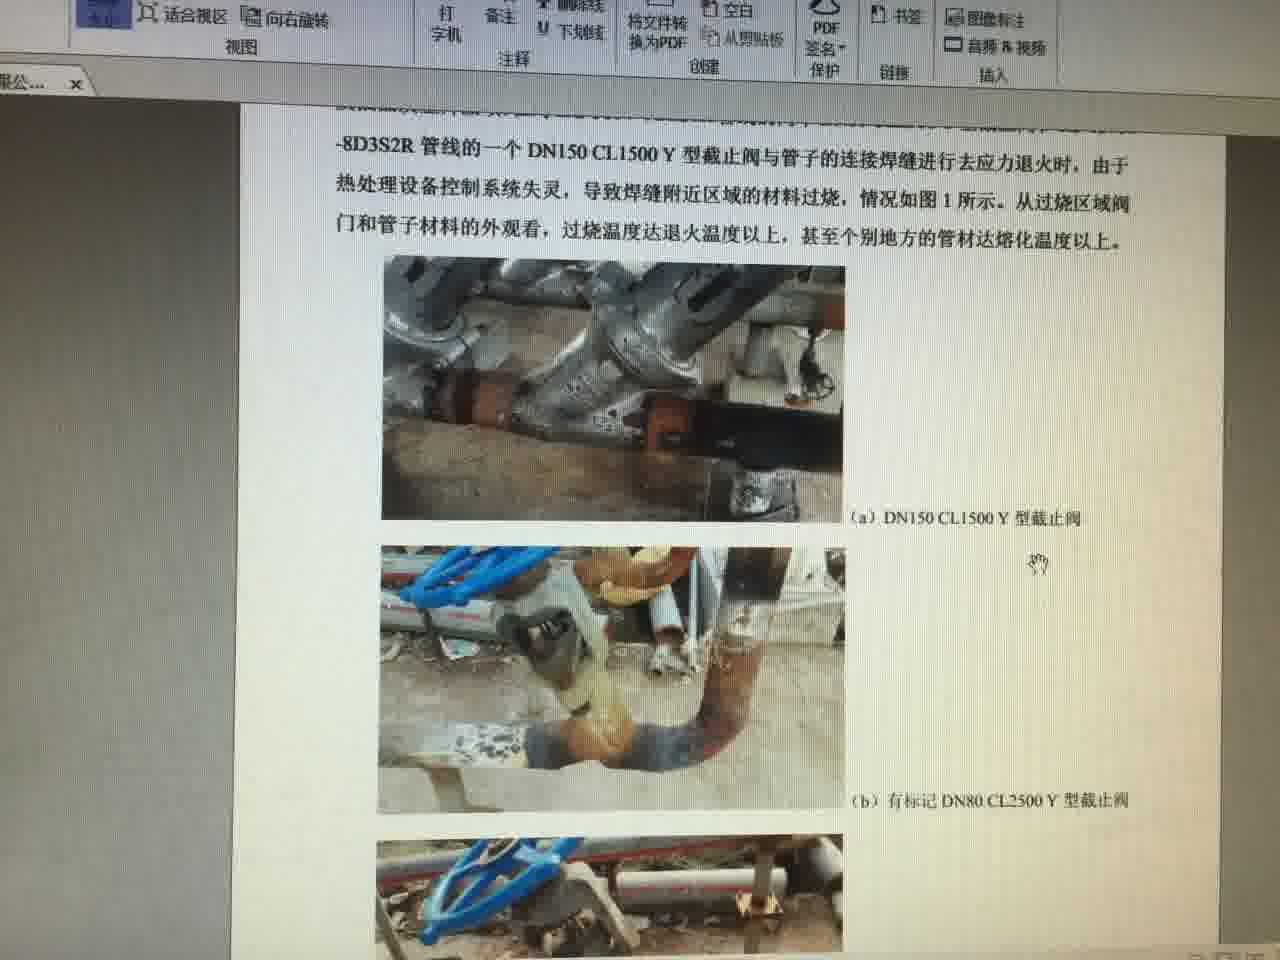 适合视区
向右旋转
视图
打
字机
备注
删除线
下划线
注释
将文件转
换为PDF
空白
从剪贴板
创建
PDF
签名
保护
书签
链接
图像标注
音频 & 视频
插入
限公...
-8D3S2R 管线的一个 DN150 CL1500 Y 型截止阀与管子的连接焊缝进行去应力退火时，由于
热处理设备控制系统失灵，导致焊缝附近区域的材料过烧，情况如图 1 所示。从过烧区域阀
门和管子材料的外观看，过烧温度达退火温度以上，甚至个别地方的管材达熔化温度以上。
（a）DN150 CL1500 Y 型截止阀
（b）有标记 DN80 CL2500 Y 型截止阀